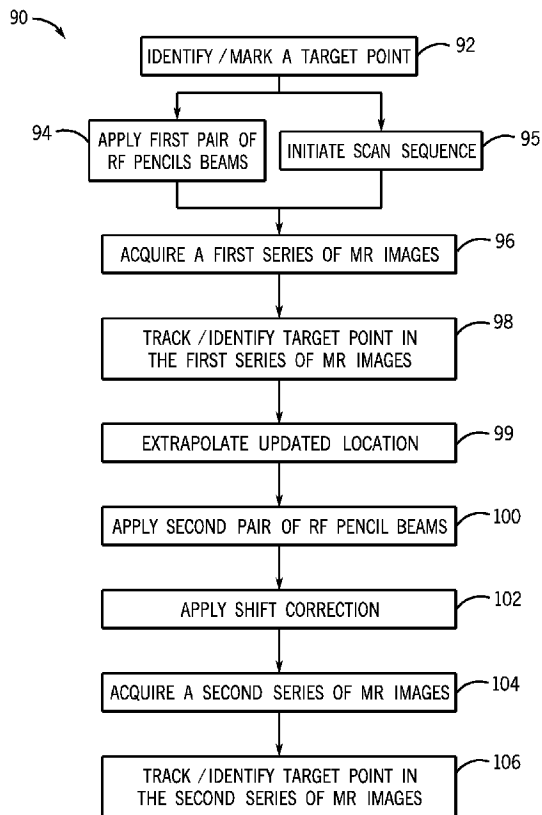 90
IDENTIFY/MARK A TARGET POINT
92
94
APPLY FIRST PAIR OF
RF PENCILS BEAMS
INITIATE SCAN SEQUENCE
95
ACQUIRE A FIRST SERIES OF MR IMAGES
96
TRACK/IDENTIFY TARGET POINT IN
THE FIRST SERIES OF MR IMAGES
98
EXTRAPOLATE UPDATED LOCATION
99
APPLY SECOND PAIR OF RF PENCIL BEAMS
100
APPLY SHIFT CORRECTION
102
ACQUIRE A SECOND SERIES OF MR IMAGES
104
TRACK/IDENTIFY TARGET POINT IN
THE SECOND SERIES OF MR IMAGES
106